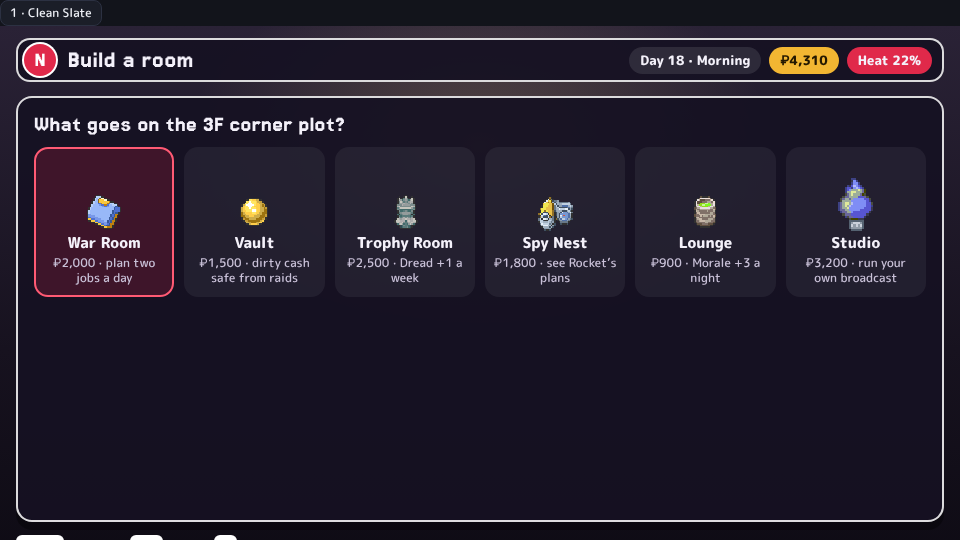 1 · Clean Slate
N
Build a room
Day 18 · Morning
₽4,310
Heat 22%
What goes on the 3F corner plot?
War Room
₽2,000 · plan two
jobs a day
Vault
₽1,500 · dirty cash
safe from raids
Trophy Room
₽2,500 · Dread +1 a
week
Spy Nest
₽1,800 · see Rocket's
plans
Lounge
₽900 · Morale +3 a
night
Studio
₽3,200 · run your
own broadcast